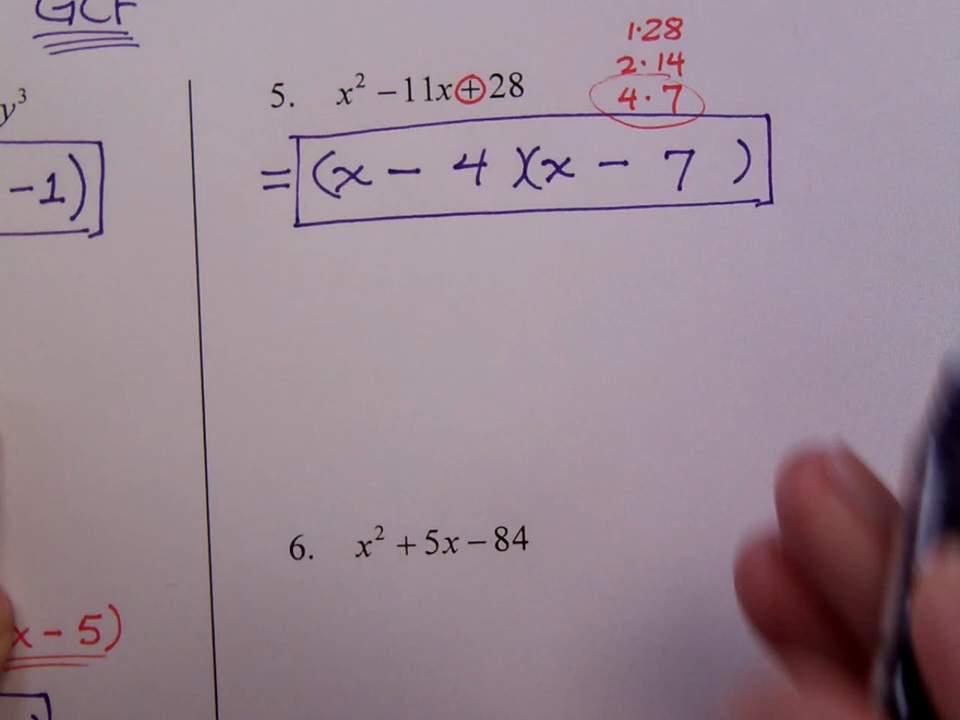 GCF
y³
-1)
x - 5)
1·28
2·14
4·7
5. x² − 11x + 28
= (x − 4)(x − 7)
6. x² + 5x − 84